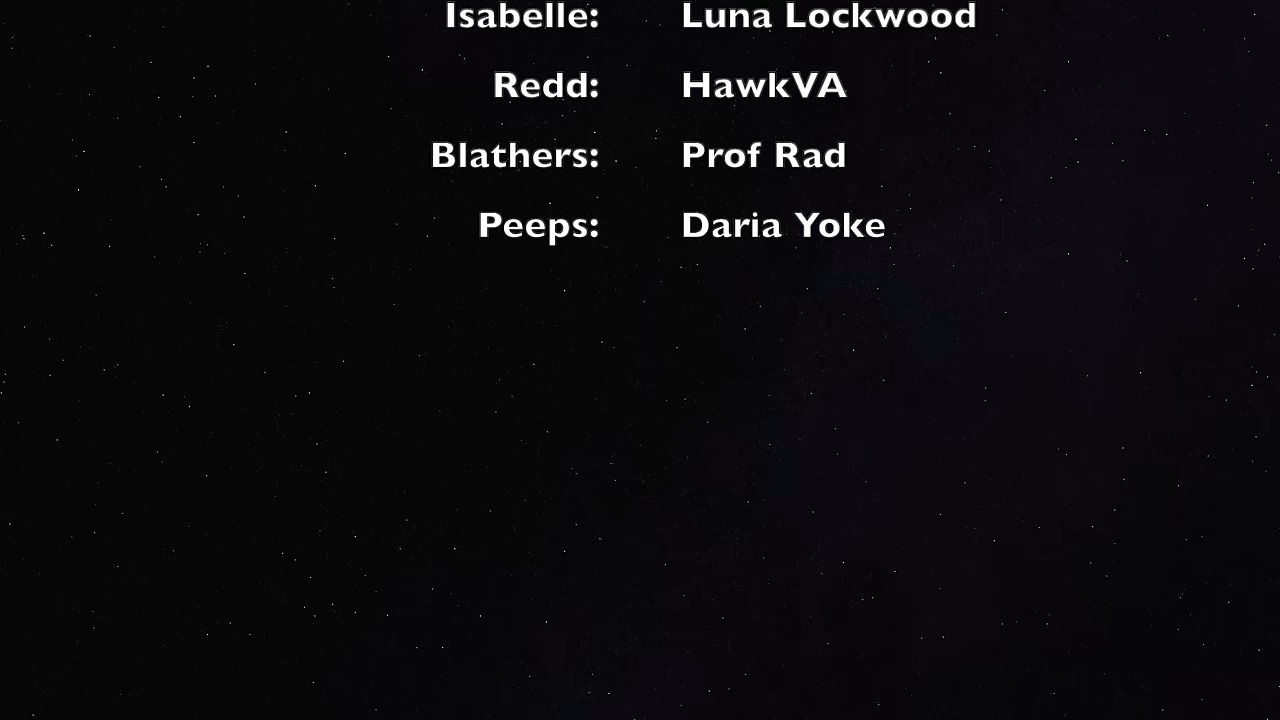 Isabelle: Luna Lockwood
Redd: HawkVA
Blathers: Prof Rad
Peeps: Daria Yoke